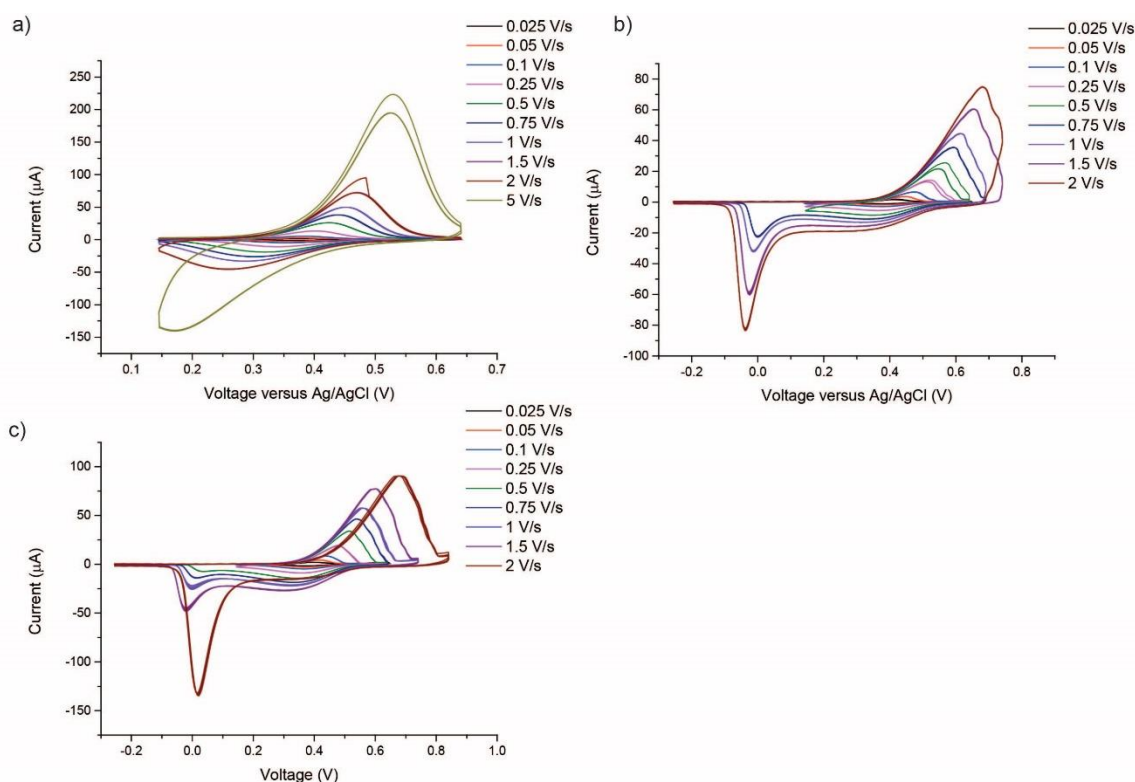 a)
0.025 V/s
0.05 V/s
0.1 V/s
0.25 V/s
0.5 V/s
0.75 V/s
1 V/s
1.5 V/s
2 V/s
5 V/s
250
200
150
100
50
0
-50
-100
-150
Current (μA)
0.1 0.2 0.3 0.4 0.5 0.6 0.7
Voltage versus Ag/AgCl (V)
b)
0.025 V/s
0.05 V/s
0.1 V/s
0.25 V/s
0.5 V/s
0.75 V/s
1 V/s
1.5 V/s
2 V/s
80
60
40
20
0
-20
-40
-60
-80
-100
Current (μA)
-0.2 0.0 0.2 0.4 0.6 0.8
Voltage versus Ag/AgCl (V)
c)
0.025 V/s
0.05 V/s
0.1 V/s
0.25 V/s
0.5 V/s
0.75 V/s
1 V/s
1.5 V/s
2 V/s
100
50
0
-50
-100
-150
Current (μA)
0.0 0.2 0.4 0.6 0.8 1.0
Voltage (V)